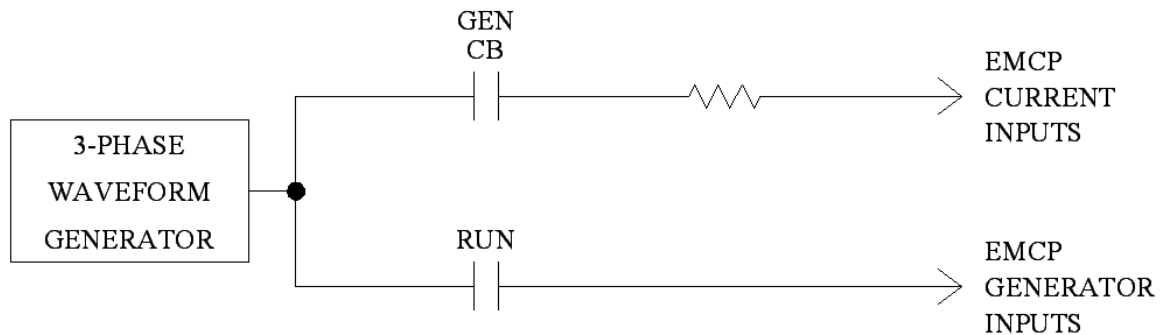 3-PHASE
WAVEFORM
GENERATOR
GEN
CB
EMCP
CURRENT
INPUTS
RUN
EMCP
GENERATOR
INPUTS